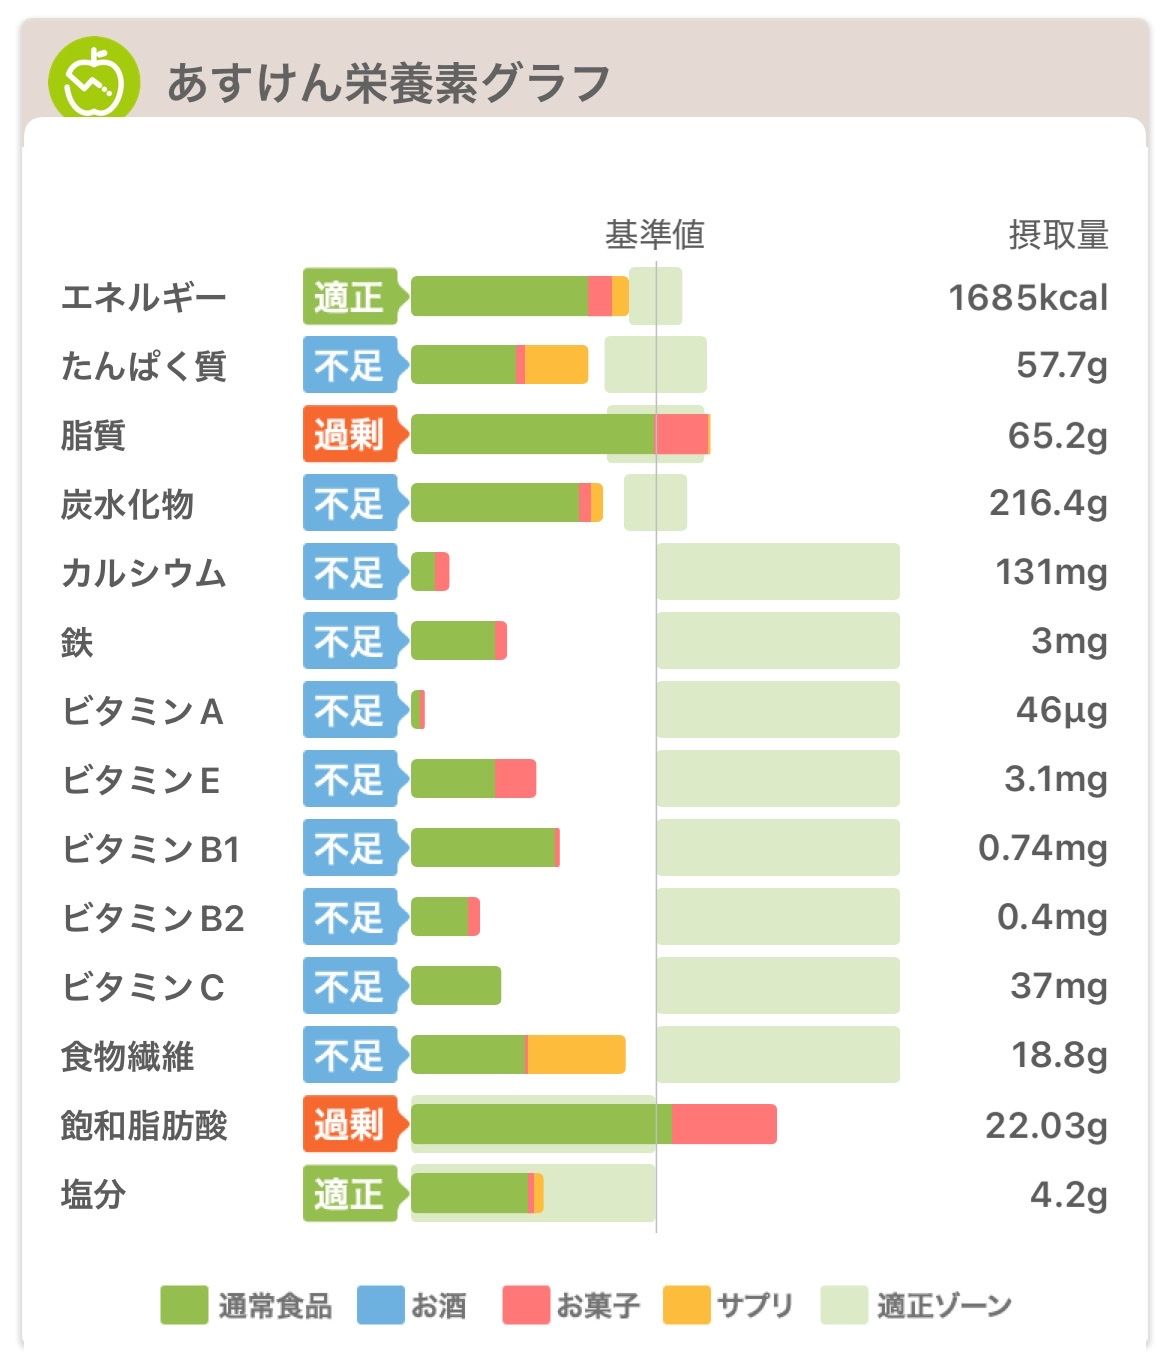 あすけん栄養素グラフ
基準値 摂取量
エネルギー 適正 1685kcal
たんぱく質 不足 57.7g
脂質 過剰 65.2g
炭水化物 不足 216.4g
カルシウム 不足 131mg
鉄 不足 3mg
ビタミンA 不足 46μg
ビタミンE 不足 3.1mg
ビタミンB1 不足 0.74mg
ビタミンB2 不足 0.4mg
ビタミンC 不足 37mg
食物繊維 不足 18.8g
飽和脂肪酸 過剰 22.03g
塩分 適正 4.2g
通常食品 お酒 お菓子 サプリ 適正ゾーン